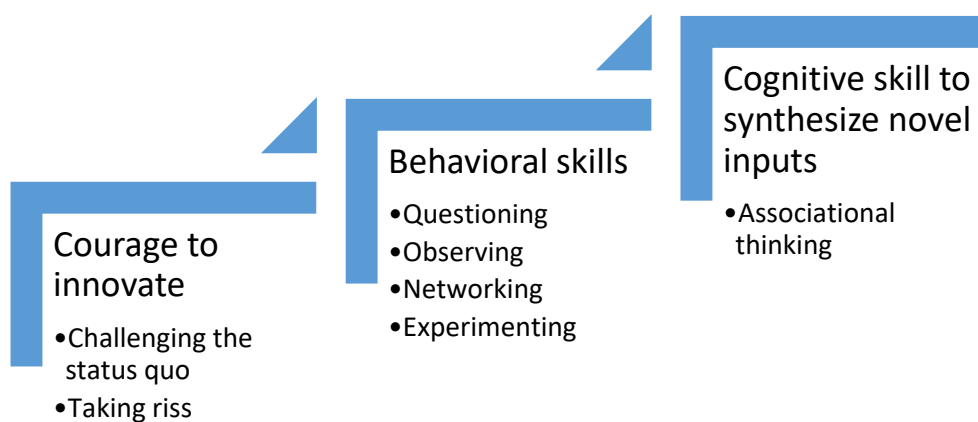 Courage to
innovate
•Challenging the
status quo
•Taking riss
Behavioral skills
•Questioning
•Observing
•Networking
•Experimenting
Cognitive skill to
synthesize novel
inputs
•Associational
thinking